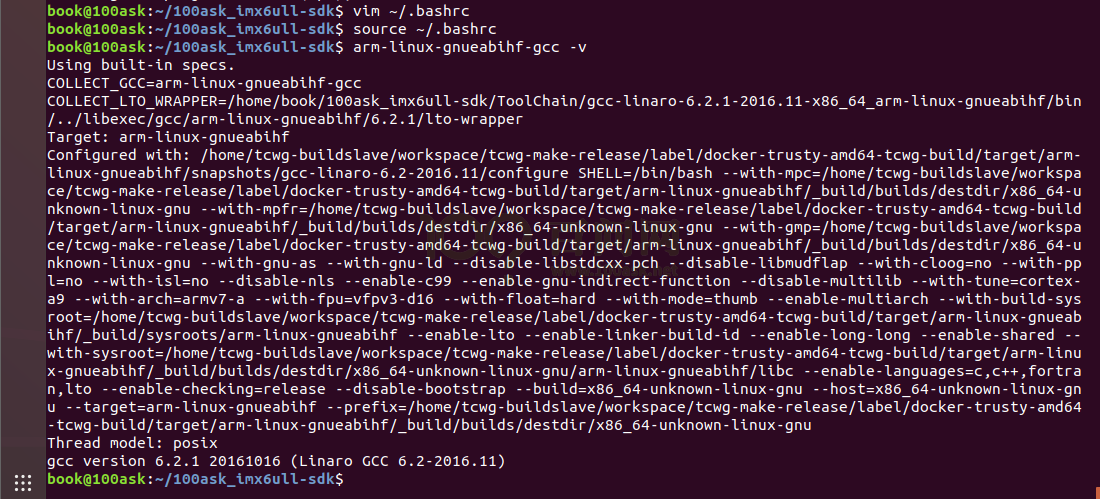 book@100ask:~/100ask_imx6ull-sdk$ vim ~/.bashrc
book@100ask:~/100ask_imx6ull-sdk$ source ~/.bashrc
book@100ask:~/100ask_imx6ull-sdk$ arm-linux-gnueabihf-gcc -v
Using built-in specs.
COLLECT_GCC=arm-linux-gnueabihf-gcc
COLLECT_LTO_WRAPPER=/home/book/100ask_imx6ull-sdk/ToolChain/gcc-linaro-6.2.1-2016.11-x86_64_arm-linux-gnueabihf/bin
/../libexec/gcc/arm-linux-gnueabihf/6.2.1/lto-wrapper
Target: arm-linux-gnueabihf
Configured with: /home/tcwg-buildslave/workspace/tcwg-make-release/label/docker-trusty-amd64-tcwg-build/target/arm-
linux-gnueabihf/snapshots/gcc-linaro-6.2-2016.11/configure SHELL=/bin/bash --with-mpc=/home/tcwg-buildslave/workspa
ce/tcwg-make-release/label/docker-trusty-amd64-tcwg-build/target/arm-linux-gnueabihf/_build/builds/destdir/x86_64-u
nknown-linux-gnu --with-mpfr=/home/tcwg-buildslave/workspace/tcwg-make-release/label/docker-trusty-amd64-tcwg-build
/target/arm-linux-gnueabihf/_build/builds/destdir/x86_64-unknown-linux-gnu --with-gmp=/home/tcwg-buildslave/workspa
ce/tcwg-make-release/label/docker-trusty-amd64-tcwg-build/target/arm-linux-gnueabihf/_build/builds/destdir/x86_64-u
nknown-linux-gnu --with-gnu-as --with-gnu-ld --disable-libstdcxx-pch --disable-libmudflap --with-cloog=no --with-pp
l=no --with-isl=no --disable-nls --enable-c99 --enable-gnu-indirect-function --disable-multilib --with-tune=cortex-
a9 --with-arch=armv7-a --with-fpu=vfpv3-d16 --with-float=hard --with-mode=thumb --enable-multiarch --with-build-sys
root=/home/tcwg-buildslave/workspace/tcwg-make-release/label/docker-trusty-amd64-tcwg-build/target/arm-linux-gnueab
ihf/_build/sysroots/arm-linux-gnueabihf --enable-lto --enable-linker-build-id --enable-long-long --enable-shared --
with-sysroot=/home/tcwg-buildslave/workspace/tcwg-make-release/label/docker-trusty-amd64-tcwg-build/target/arm-linu
x-gnueabihf/_build/builds/destdir/x86_64-unknown-linux-gnu/arm-linux-gnueabihf/libc --enable-languages=c,c++,fortra
n,lto --enable-checking=release --disable-bootstrap --build=x86_64-unknown-linux-gnu --host=x86_64-unknown-linux-gn
u --target=arm-linux-gnueabihf --prefix=/home/tcwg-buildslave/workspace/tcwg-make-release/label/docker-trusty-amd64
-tcwg-build/target/arm-linux-gnueabihf/_build/builds/destdir/x86_64-unknown-linux-gnu
Thread model: posix
gcc version 6.2.1 20161016 (Linaro GCC 6.2-2016.11)
book@100ask:~/100ask_imx6ull-sdk$